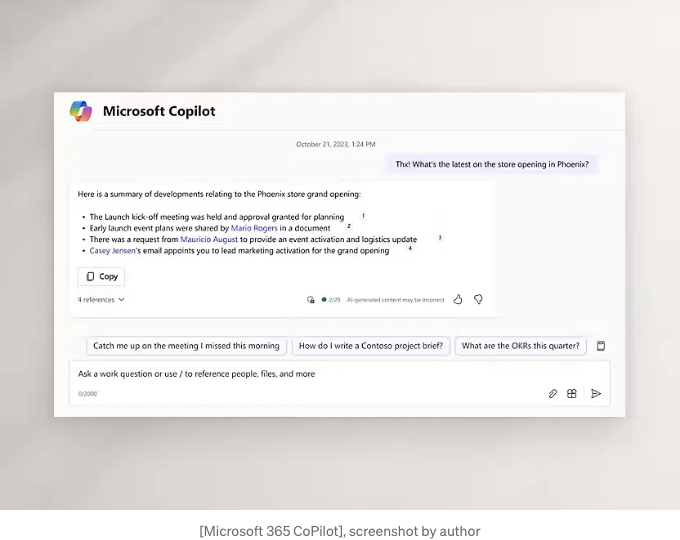 Microsoft Copilot
October 21, 2023, 1:24 PM
Thx! What's the latest on the store opening in Phoenix?
Here is a summary of developments relating to the Phoenix store grand opening:
• The Launch kick-off meeting was held and approval granted for planning 1
• Early launch event plans were shared by Mario Rogers in a document 2
• There was a request from Mauricio August to provide an event activation and logistics update 3
• Casey Jensen's email appoints you to lead marketing activation for the grand opening 4
Copy
4 references
2/20 AI-generated content may be incorrect
Catch me up on the meeting I missed this morning
How do I write a Contoso project brief?
What are the OKRs this quarter?
Ask a work question or use / to reference people, files, and more
0/2000
[Microsoft 365 CoPilot], screenshot by author